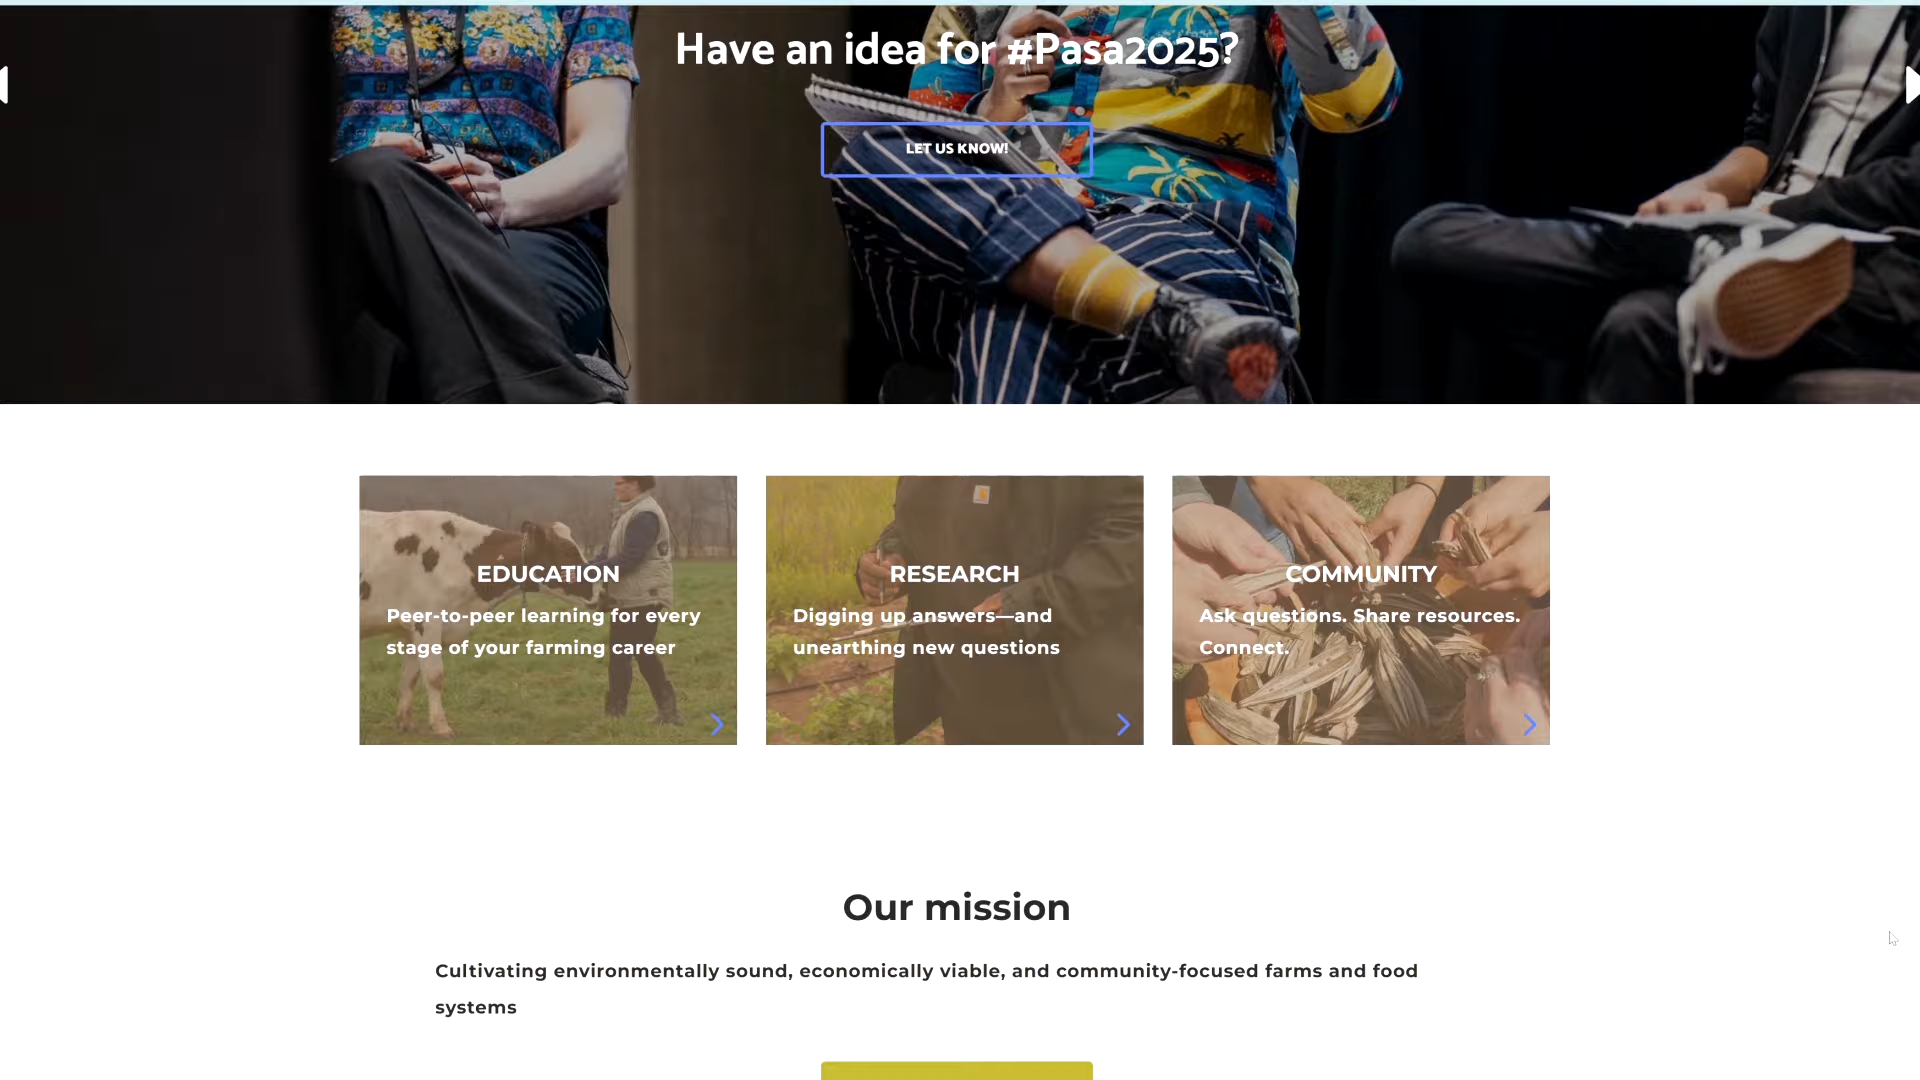 Have an idea for #Pasa2025?
LET US KNOW!
EDUCATION
Peer-to-peer learning for every
stage of your farming career
RESEARCH
Digging up answers—and
unearthing new questions
COMMUNITY
Ask questions. Share resources.
Connect.
Our mission
Cultivating environmentally sound, economically viable, and community-focused farms and food
systems